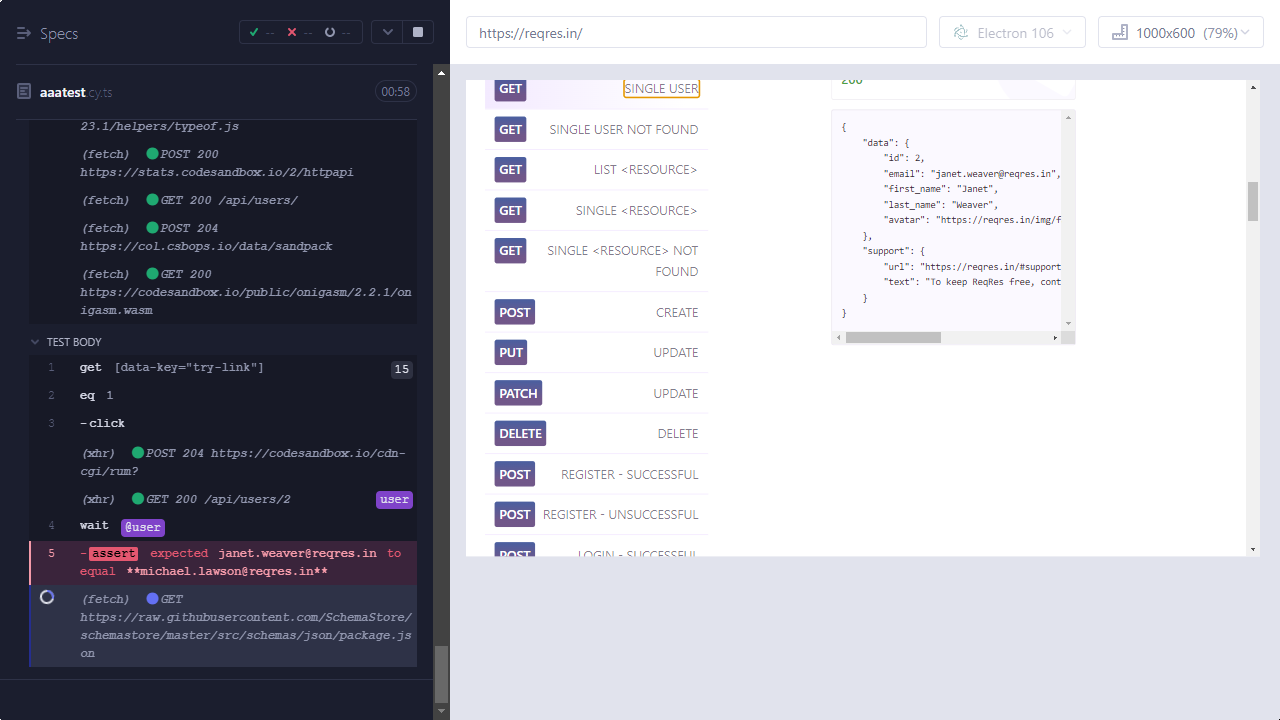 Specs
-- -- --
aaatest.cy.ts
00:58
23.1/helpers/typeof.js
(fetch) POST 200
https://stats.codesandbox.io/2/httpapi
(fetch) GET 200 /api/users/
(fetch) POST 204
https://col.csbops.io/data/sandpack
(fetch) GET 200
https://codesandbox.io/public/onigasm/2.2.1/on
igasm.wasm
TEST BODY
1 get [data-key="try-link"] 15
2 eq 1
3 -click
(xhr) POST 204 https://codesandbox.io/cdn-
cgi/rum?
(xhr) GET 200 /api/users/2 user
4 wait @user
5 -assert expected janet.weaver@reqres.in to
equal **michael.lawson@reqres.in**
(fetch) GET
https://raw.githubusercontent.com/SchemaStore/
schemastore/master/src/schemas/json/package.js
on
https://reqres.in/
Electron 106
1000x600 (79%)
GET SINGLE USER
GET SINGLE USER NOT FOUND
GET LIST <RESOURCE>
GET SINGLE <RESOURCE>
GET SINGLE <RESOURCE> NOT
FOUND
POST CREATE
PUT UPDATE
PATCH UPDATE
DELETE DELETE
POST REGISTER - SUCCESSFUL
POST REGISTER - UNSUCCESSFUL
POST LOGIN - SUCCESSFUL
200
{
"data": {
"id": 2,
"email": "janet.weaver@reqres.in",
"first_name": "Janet",
"last_name": "Weaver",
"avatar": "https://reqres.in/img/f
},
"support": {
"url": "https://reqres.in/#support
"text": "To keep ReqRes free, cont
}
}